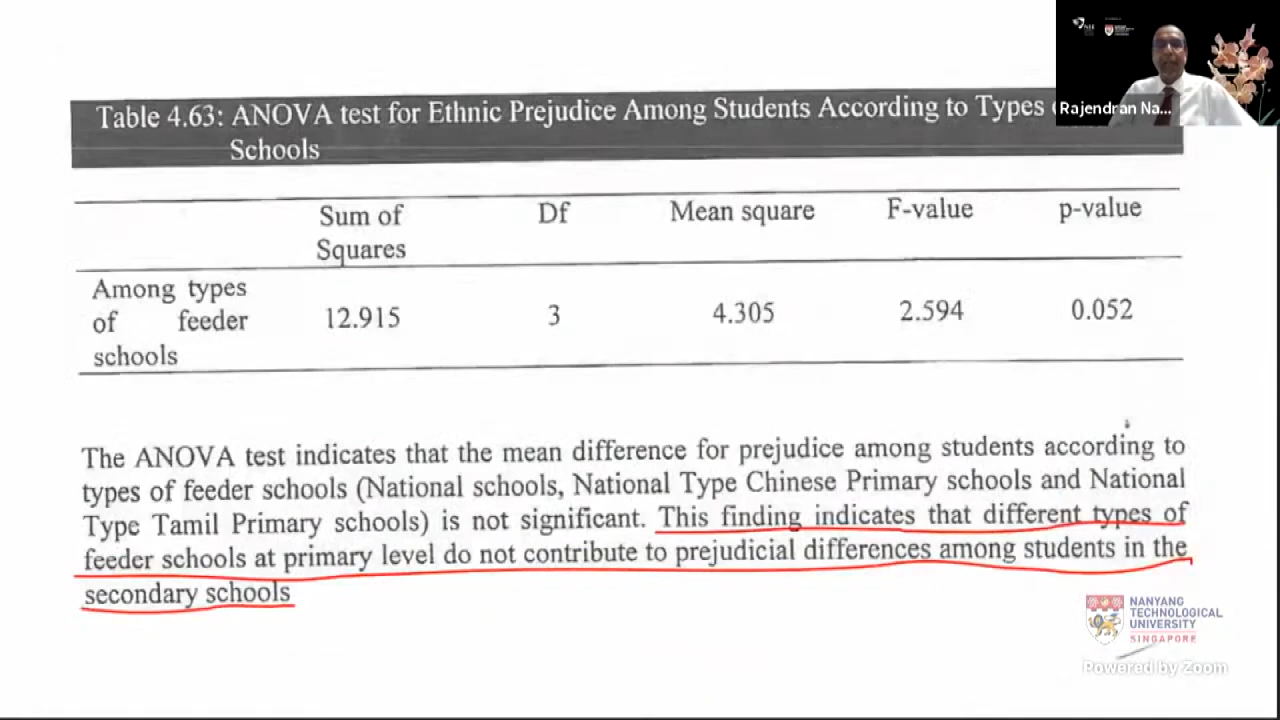 Table 4.63: ANOVA test for Ethnic Prejudice Among Students According to Types
Schools
Rajendran Na...
Sum of
Squares
Df
Mean square
F-value
p-value
Among types
of feeder
schools
12.915
3
4.305
2.594
0.052
The ANOVA test indicates that the mean difference for prejudice among students according to
types of feeder schools (National schools, National Type Chinese Primary schools and National
Type Tamil Primary schools) is not significant. This finding indicates that different types of
feeder schools at primary level do not contribute to prejudicial differences among students in the
secondary schools
NANYANG
TECHNOLOGICAL
UNIVERSITY
SINGAPORE
Powered by Zoom